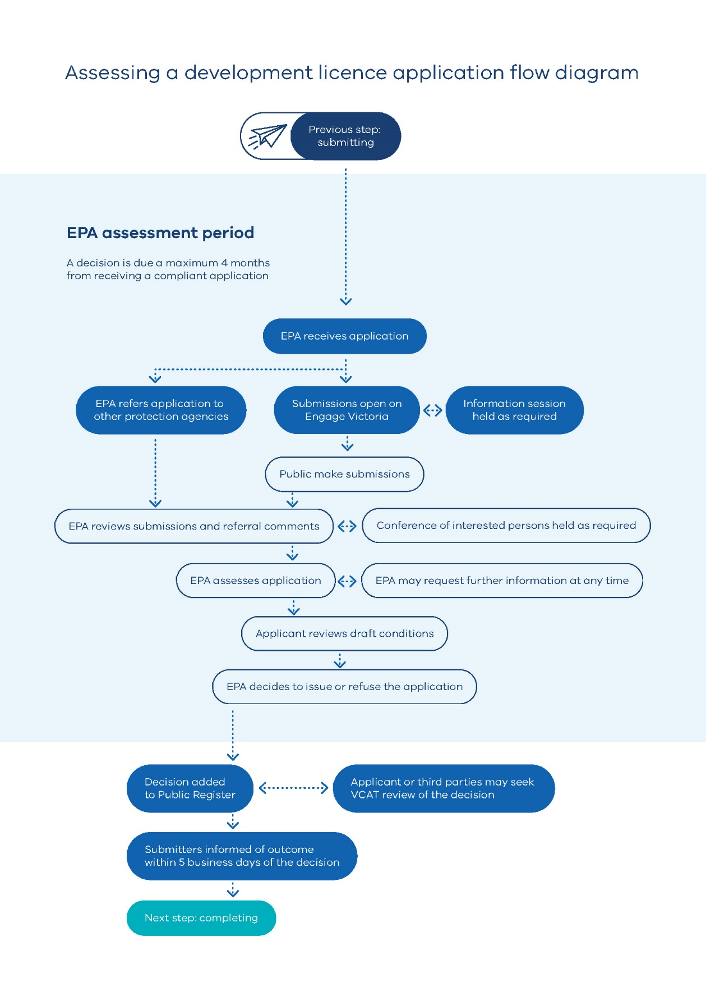 Assessing a development licence application flow diagram
Previous step:
submitting
EPA assessment period
A decision is due a maximum 4 months
from receiving a compliant application
EPA receives application
EPA refers application to
other protection agencies
Submissions open on
Engage Victoria
Information session
held as required
Public make submissions
EPA reviews submissions and referral comments
Conference of interested persons held as required
EPA assesses application
EPA may request further information at any time
Applicant reviews draft conditions
EPA decides to issue or refuse the application
Decision added
to Public Register
Applicant or third parties may seek
VCAT review of the decision
Submitters informed of outcome
within 5 business days of the decision
Next step: completing